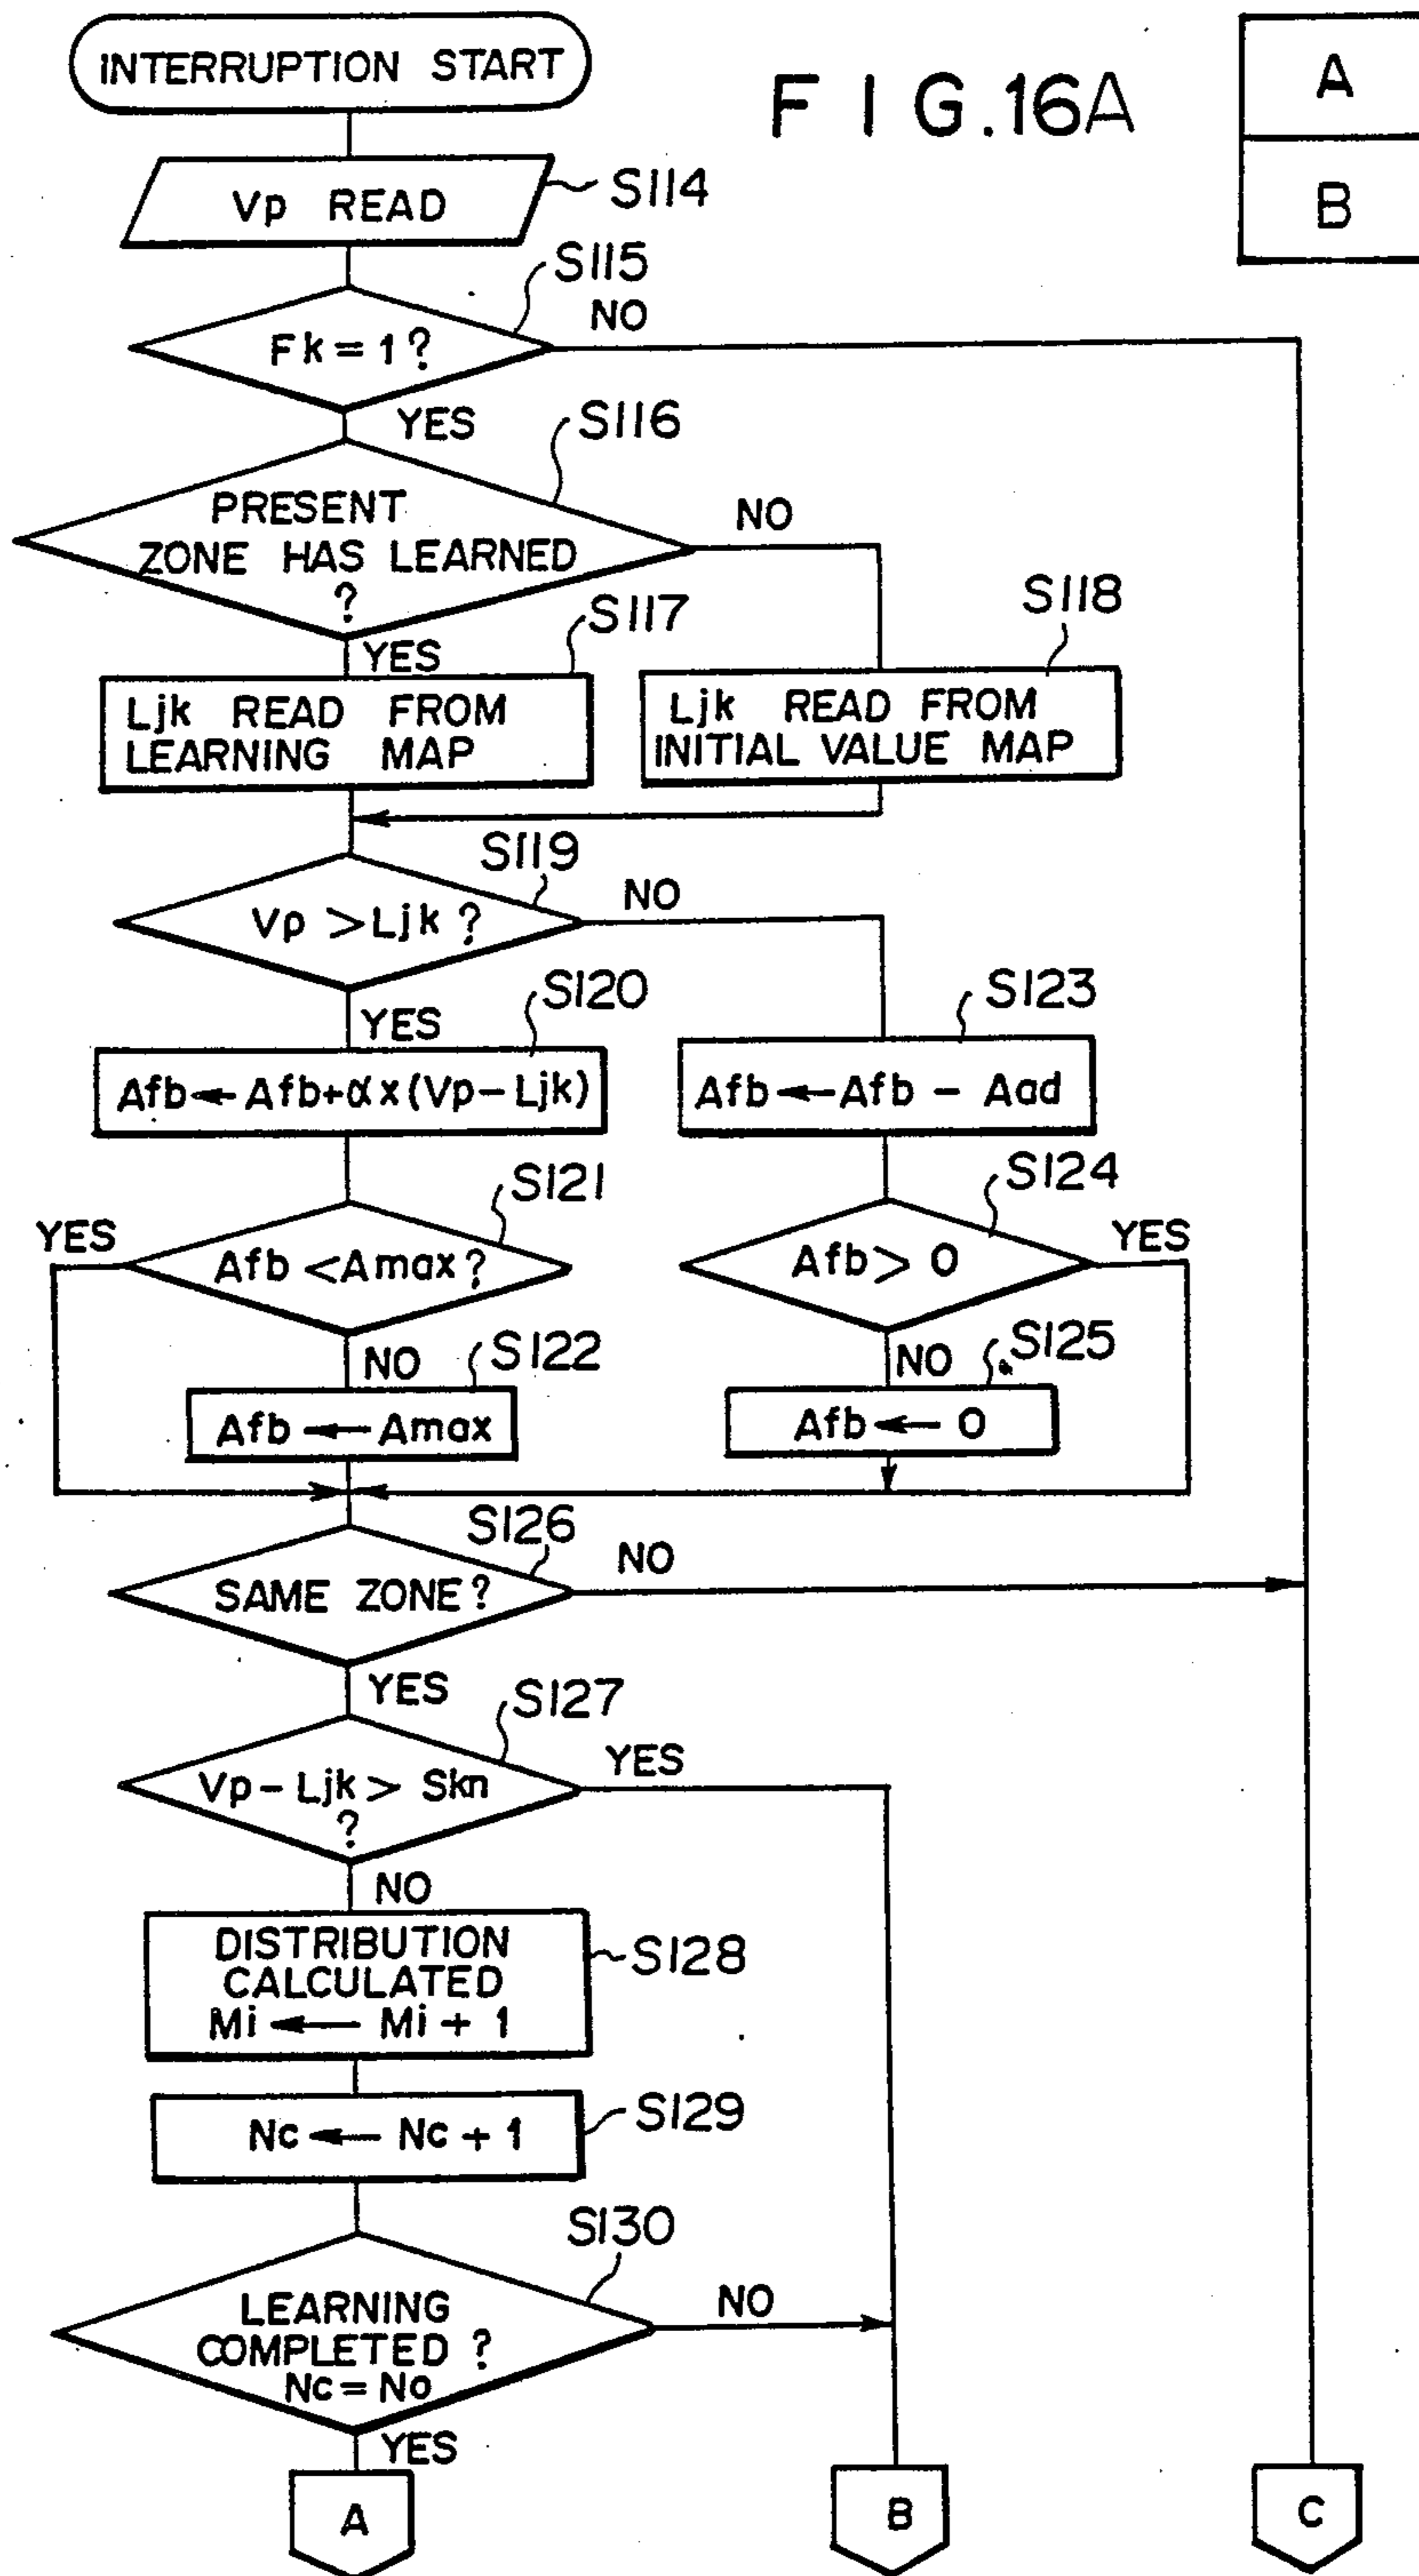 INTERRUPTION START
FIG.16A
A
B
Vp READ
S114
S115
Fk=1?
NO
YES
S116
PRESENT
ZONE HAS LEARNED
?
NO
YES
S117
Ljk READ FROM
LEARNING MAP
S118
Ljk READ FROM
INITIAL VALUE MAP
S119
Vp >Ljk ?
NO
YES
S120
Afb←Afb+αx(Vp-Ljk)
S123
Afb←Afb - Aad
S121
YES
Afb <Amax?
NO
S124
Afb> 0
YES
NO
S122
Afb ← Amax
S125
Afb ← 0
S126
SAME ZONE?
NO
YES
S127
Vp-Ljk> Skn
?
YES
NO
DISTRIBUTION
CALCULATED
Mi ← Mi + 1
S128
Nc ← Nc + 1
S129
S130
LEARNING
COMPLETED ?
Nc=No
NO
YES
A
B
C